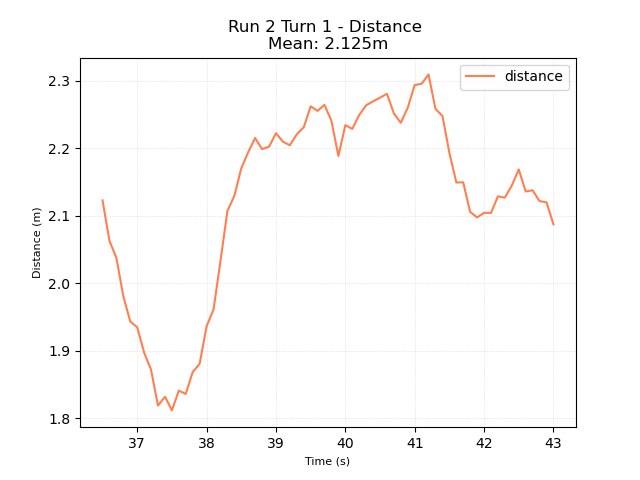 Run 2 Turn 1 - Distance
Mean: 2.125m
distance
2.3
2.2
2.1
2.0
1.9
1.8
Distance (m)
37 38 39 40 41 42 43
Time (s)